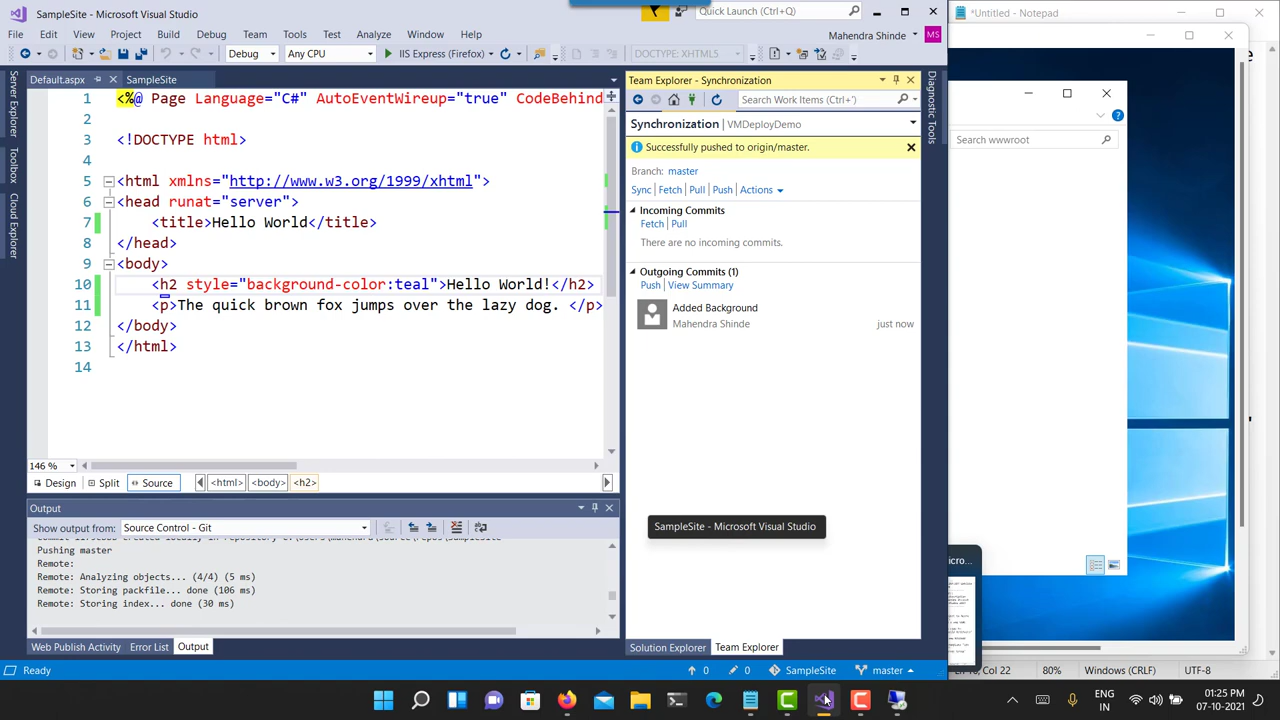 SampleSite - Microsoft Visual Studio
Quick Launch (Ctrl+Q)
*Untitled - Notepad
File Edit View Project Build Debug Team Tools Test Analyze Window Help
Mahendra Shinde
MS
Debug
Any CPU
IIS Express (Firefox)
DOCTYPE: XHTML5
Default.aspx
SampleSite
Team Explorer - Synchronization
Server Explorer
Toolbox
Cloud Explorer
Diagnostic Tools
1 <%@ Page Language="C#" AutoEventWireup="true" CodeBehind
2
3 <!DOCTYPE html>
4
5 <html xmlns="http://www.w3.org/1999/xhtml">
6 <head runat="server">
7 <title>Hello World</title>
8 </head>
9 <body>
10 <h2 style="background-color:teal">Hello World!</h2>
11 <p>The quick brown fox jumps over the lazy dog. </p>
12 </body>
13 </html>
14
Search Work Items (Ctrl+')
Synchronization | VMDeployDemo
Successfully pushed to origin/master.
Branch: master
Sync | Fetch | Pull | Push | Actions
Incoming Commits
Fetch | Pull
There are no incoming commits.
Outgoing Commits (1)
Push | View Summary
Added Background
Mahendra Shinde
just now
Search wwwroot
146 %
Design
Split
Source
<html>
<body>
<h2>
Output
Show output from:
Source Control - Git
Pushing master
Remote:
Remote: Analyzing objects... (4/4) (5 ms)
Remote: Storing packfile... done (106 ms)
Remote: Storing index... done (30 ms)
SampleSite - Microsoft Visual Studio
icro...
Web Publish Activity
Error List
Output
Solution Explorer
Team Explorer
Ready
0
0
SampleSite
master
Col 22
80%
Windows (CRLF)
UTF-8
ENG
IN
01:25 PM
07-10-2021